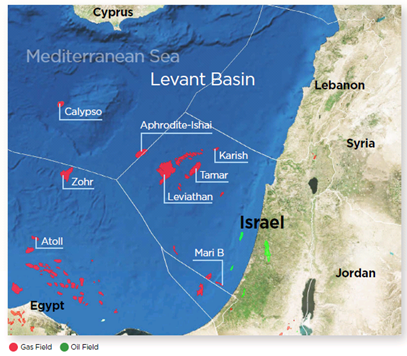 Cyprus
Mediterranean Sea
Levant Basin
Lebanon
Calypso
Aphrodite-Ishai
Syria
Karish
Zohr
Tamar
Leviathan
Israel
Atoll
Mari B
Jordan
Egypt
Gas Field
Oil Field